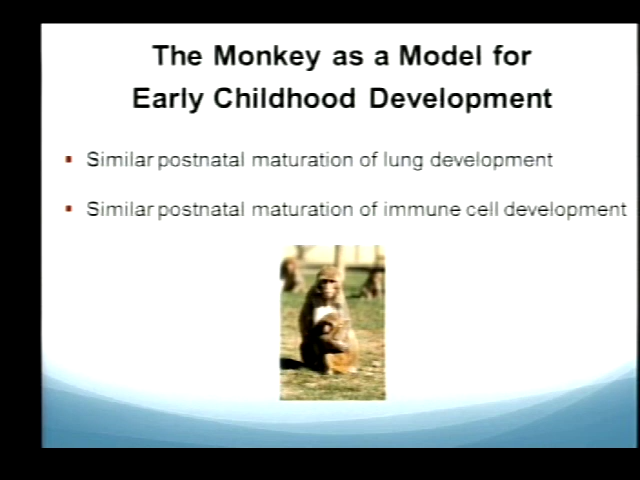 The Monkey as a Model for
Early Childhood Development
Similar postnatal maturation of lung development
Similar postnatal maturation of immune cell development